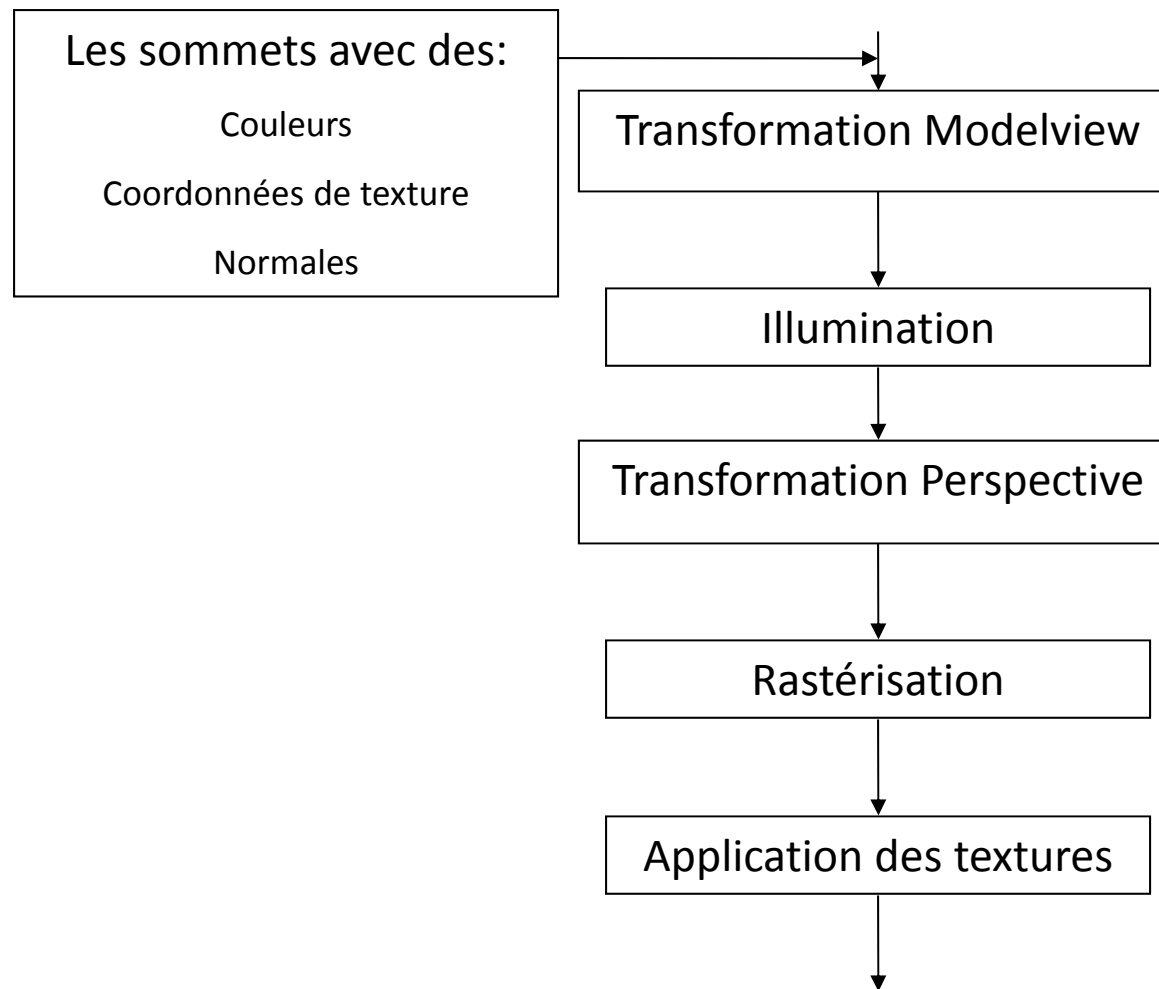 Les sommets avec des:
Couleurs
Coordonnées de texture
Normales
Transformation Modelview
Illumination
Transformation Perspective
Rastérisation
Application des textures